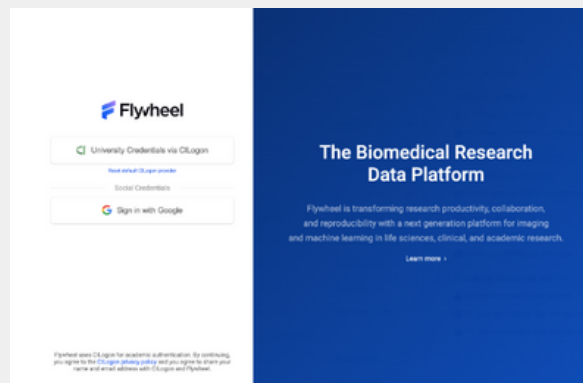 Flywheel
University Credentials via CILogon
Reset default CILogon provider
Social Credentials
Sign in with Google
Flywheel uses CILogon for academic authentication. By continuing,
you agree to the CILogon privacy policy and you agree to share your
name and email address with CILogon and Flywheel.
The Biomedical Research
Data Platform
Flywheel is transforming research productivity, collaboration,
and reproducibility with a next generation platform for imaging
and machine learning in life sciences, clinical, and academic research.
Learn more ›